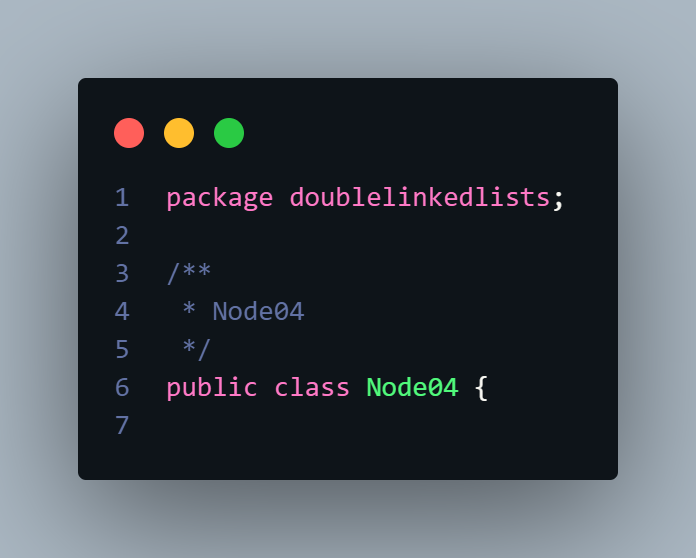 1 package doublelinkedlists;
2
3 /**
4  * Node04
5  */
6 public class Node04 {
7